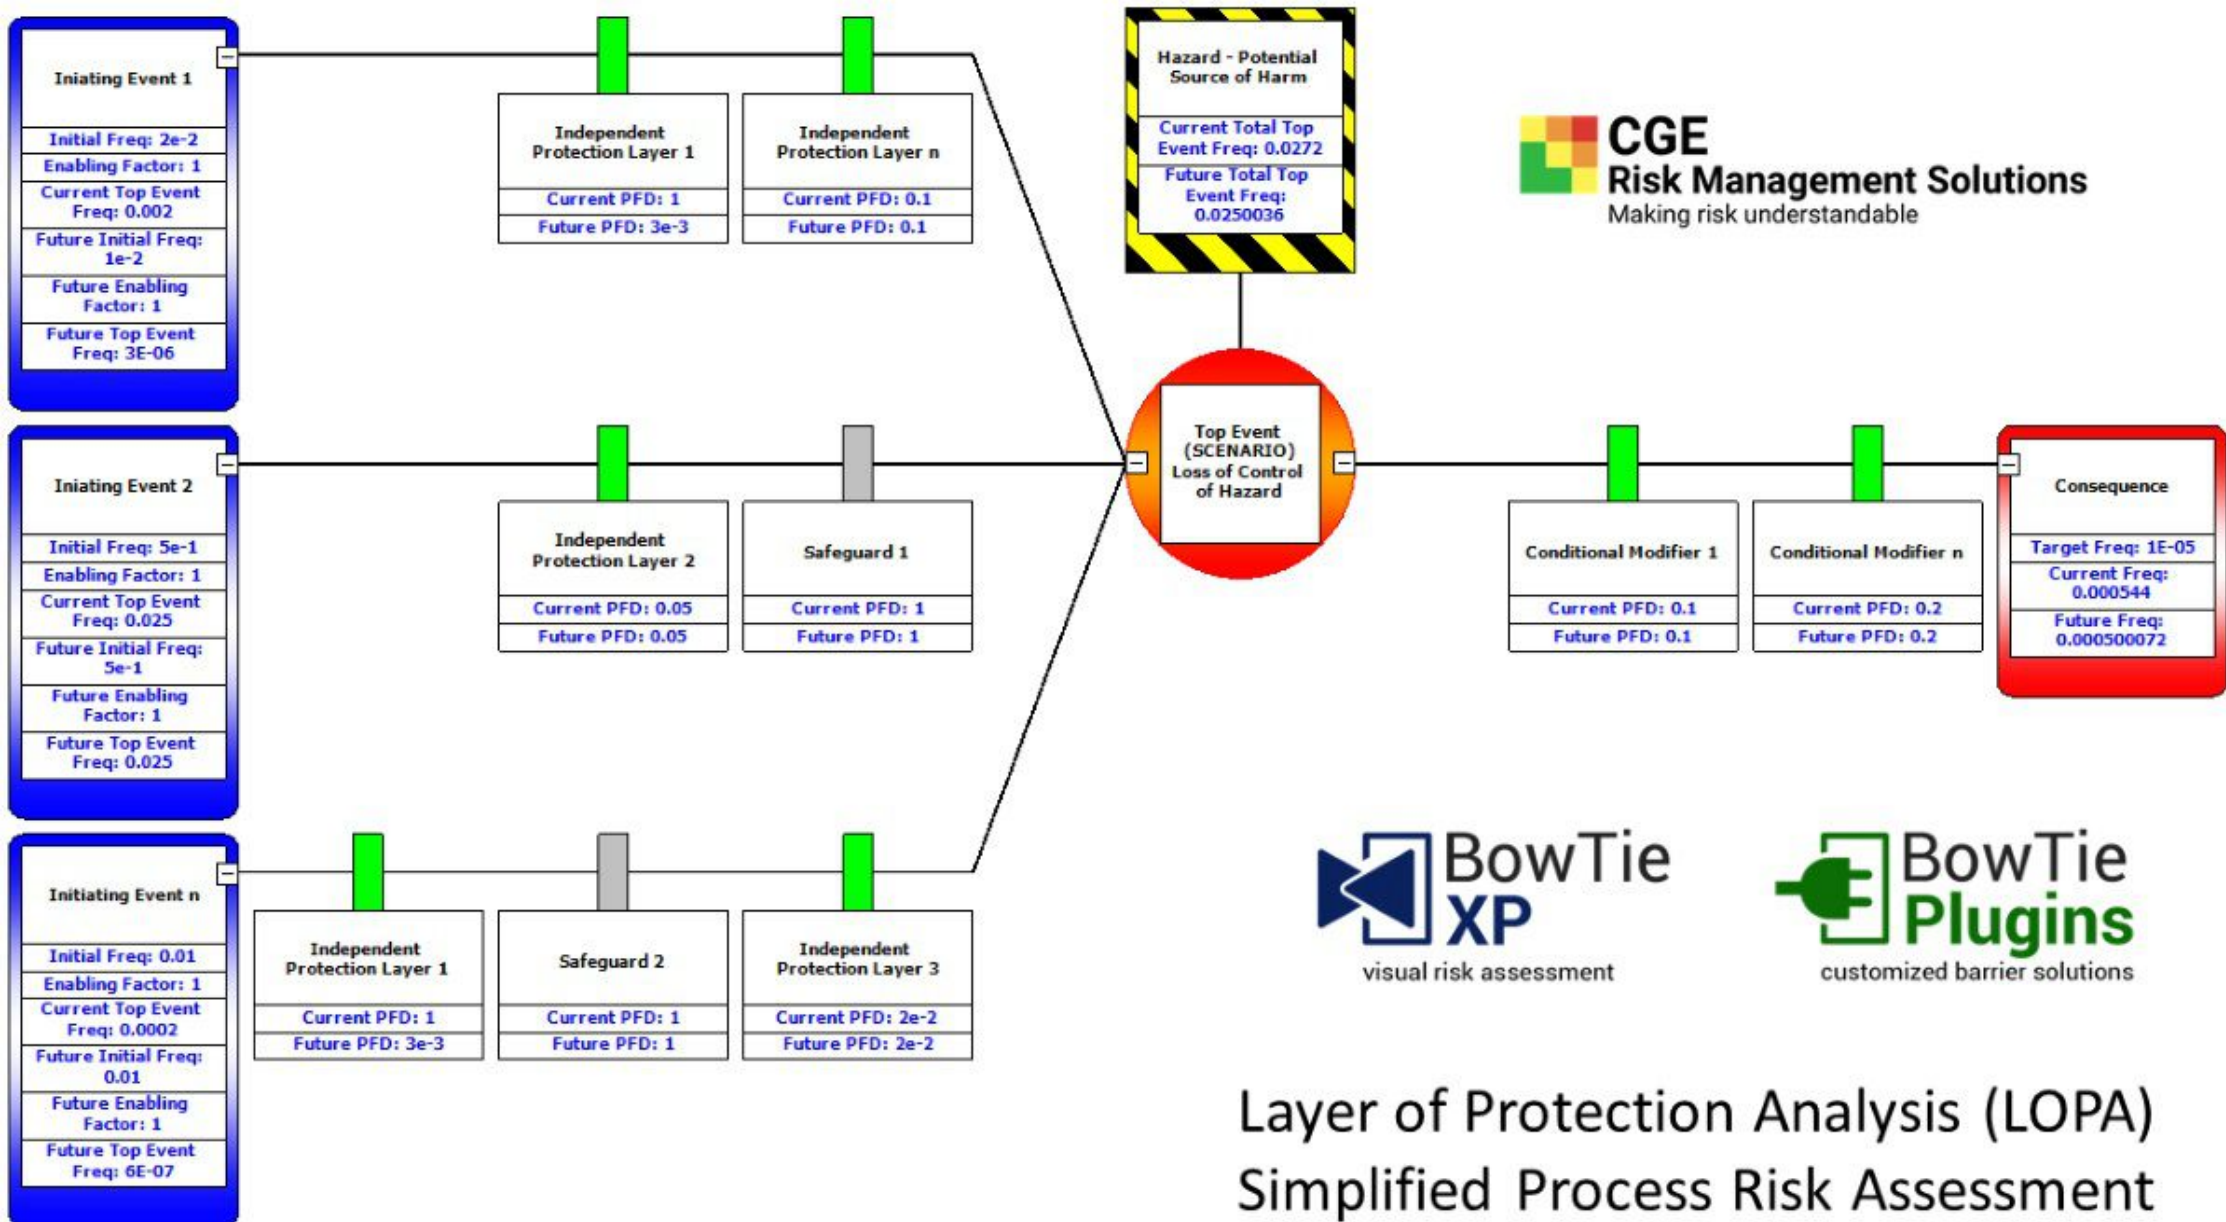 Iniating Event 1
Initial Freq: 2e-2
Enabling Factor: 1
Current Top Event
Freq: 0.002
Future Initial Freq:
1e-2
Future Enabling
Factor: 1
Future Top Event
Freq: 3E-06
Independent
Protection Layer 1
Current PFD: 1
Future PFD: 3e-3
Independent
Protection Layer n
Current PFD: 0.1
Future PFD: 0.1
Hazard - Potential
Source of Harm
Current Total Top
Event Freq: 0.0272
Future Total Top
Event Freq:
0.0250036
CGE
Risk Management Solutions
Making risk understandable
Iniating Event 2
Initial Freq: 5e-1
Enabling Factor: 1
Current Top Event
Freq: 0.025
Future Initial Freq:
5e-1
Future Enabling
Factor: 1
Future Top Event
Freq: 0.025
Independent
Protection Layer 2
Current PFD: 0.05
Future PFD: 0.05
Safeguard 1
Current PFD: 1
Future PFD: 1
Top Event
(SCENARIO)
Loss of Control
of Hazard
Conditional Modifier 1
Current PFD: 0.1
Future PFD: 0.1
Conditional Modifier n
Current PFD: 0.2
Future PFD: 0.2
Consequence
Target Freq: 1E-05
Current Freq:
0.000544
Future Freq:
0.000500072
Initiating Event n
Initial Freq: 0.01
Enabling Factor: 1
Current Top Event
Freq: 0.0002
Future Initial Freq:
0.01
Future Enabling
Factor: 1
Future Top Event
Freq: 6E-07
Independent
Protection Layer 1
Current PFD: 1
Future PFD: 3e-3
Safeguard 2
Current PFD: 1
Future PFD: 1
Independent
Protection Layer 3
Current PFD: 2e-2
Future PFD: 2e-2
BowTie
XP
visual risk assessment
BowTie
Plugins
customized barrier solutions
Layer of Protection Analysis (LOPA)
Simplified Process Risk Assessment